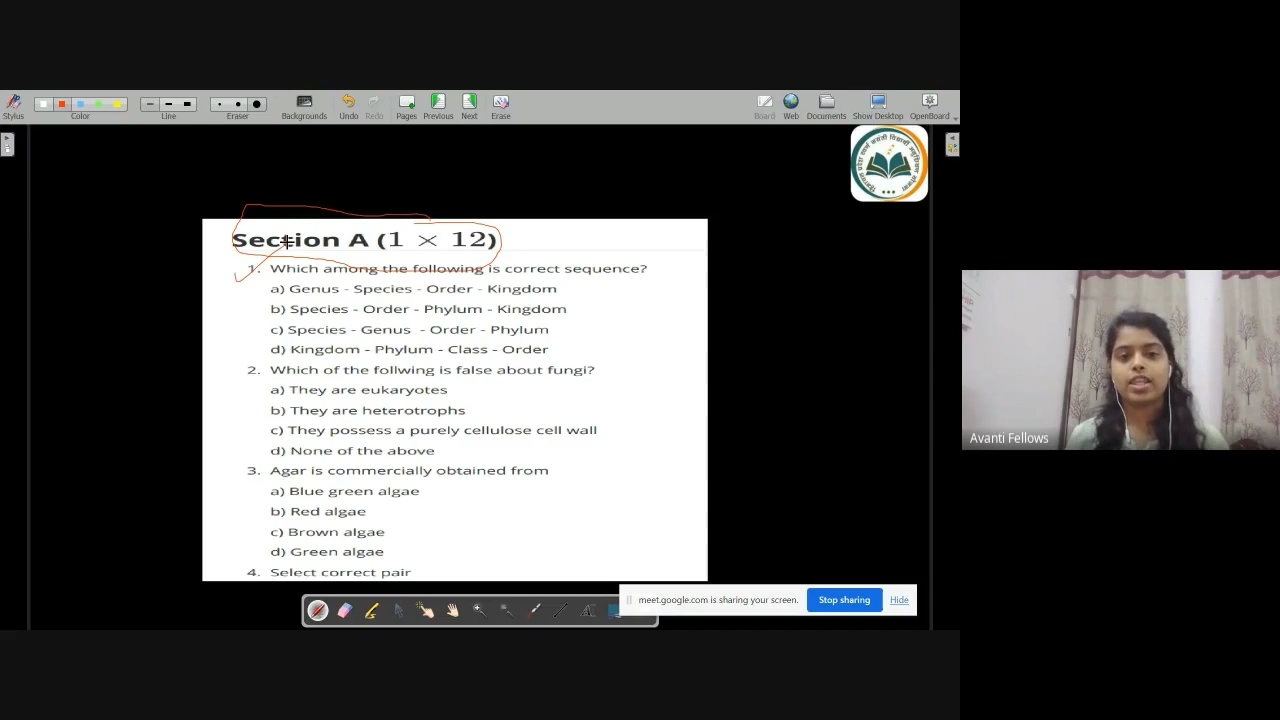 Stylus
Color
Line
Eraser
Backgrounds
Undo
Redo
Pages
Previous
Next
Erase
Board
Web
Documents
Show Desktop
OpenBoard
Section A (1 × 12)
1. Which among the following is correct sequence?
a) Genus - Species - Order - Kingdom
b) Species - Order - Phylum - Kingdom
c) Species - Genus - Order - Phylum
d) Kingdom - Phylum - Class - Order
2. Which of the follwing is false about fungi?
a) They are eukaryotes
b) They are heterotrophs
c) They possess a purely cellulose cell wall
d) None of the above
3. Agar is commercially obtained from
a) Blue green algae
b) Red algae
c) Brown algae
d) Green algae
4. Select correct pair
meet.google.com is sharing your screen.
Stop sharing
Hide
Avanti Fellows